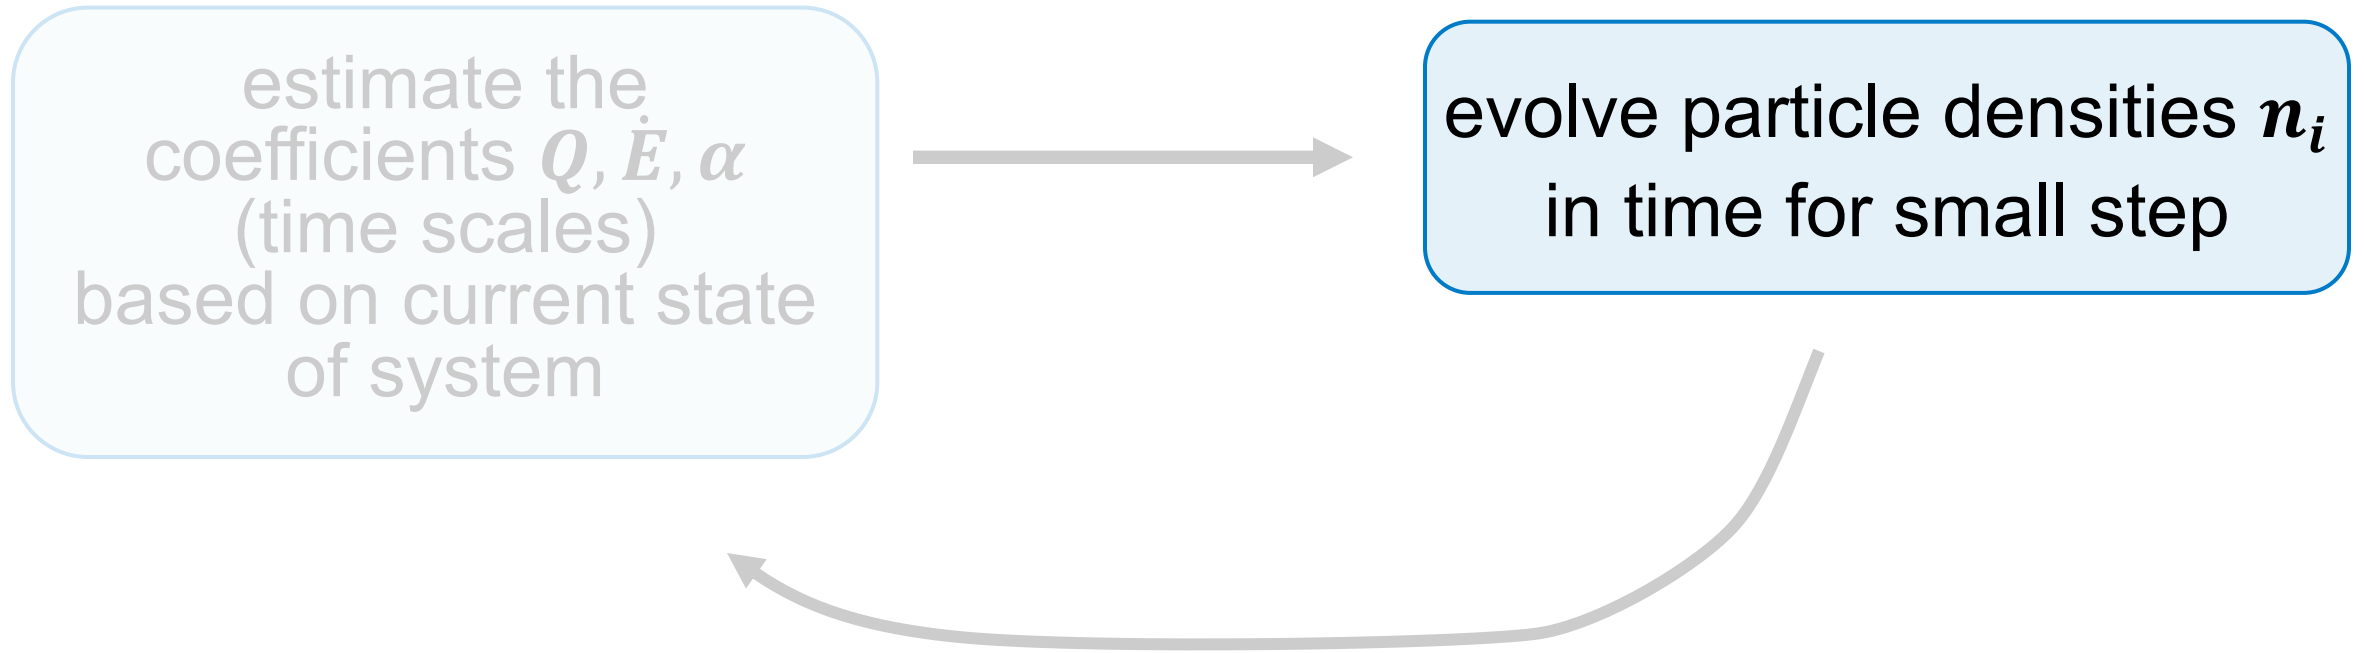 estimate the
coefficients Q, Ė, α
(time scales)
based on current state
of system
evolve particle densities nᵢ
in time for small step